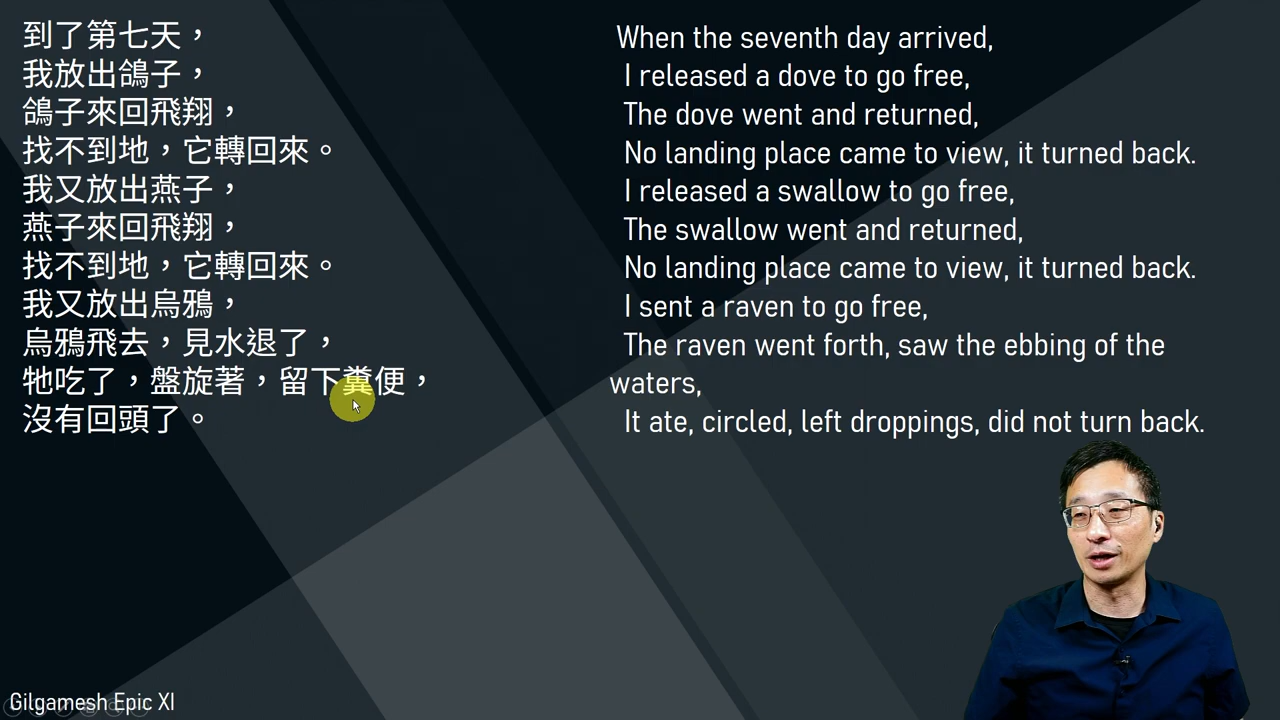 到了第七天，
我放出鴿子，
鴿子來回飛翔，
找不到地，它轉回來。
我又放出燕子，
燕子來回飛翔，
找不到地，它轉回來。
我又放出烏鴉，
烏鴉飛去，見水退了，
牠吃了，盤旋著，留下糞便，
沒有回頭了。
When the seventh day arrived,
I released a dove to go free,
The dove went and returned,
No landing place came to view, it turned back.
I released a swallow to go free,
The swallow went and returned,
No landing place came to view, it turned back.
I sent a raven to go free,
The raven went forth, saw the ebbing of the
waters,
It ate, circled, left droppings, did not turn back.
Gilgamesh Epic XI